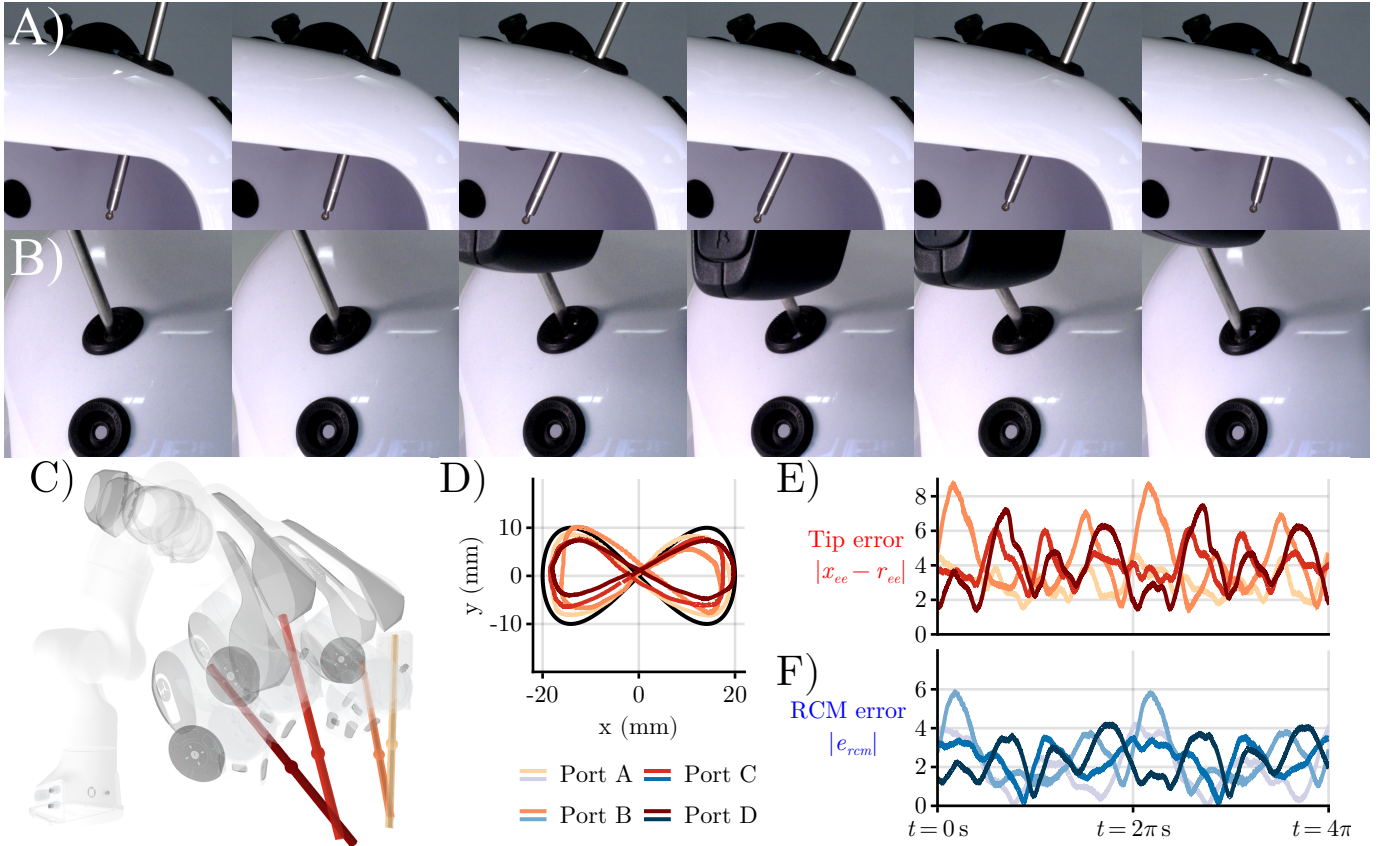 A)
B)
C)
D)
y (mm)
10
0
-10
-20
0
20
x (mm)
Port A
Port C
Port B
Port D
E)
Tip error
|x_ee − r_ee|
8
6
4
2
0
F)
RCM error
|e_rcm|
6
4
2
0
t = 0 s
t = 2π s
t = 4π